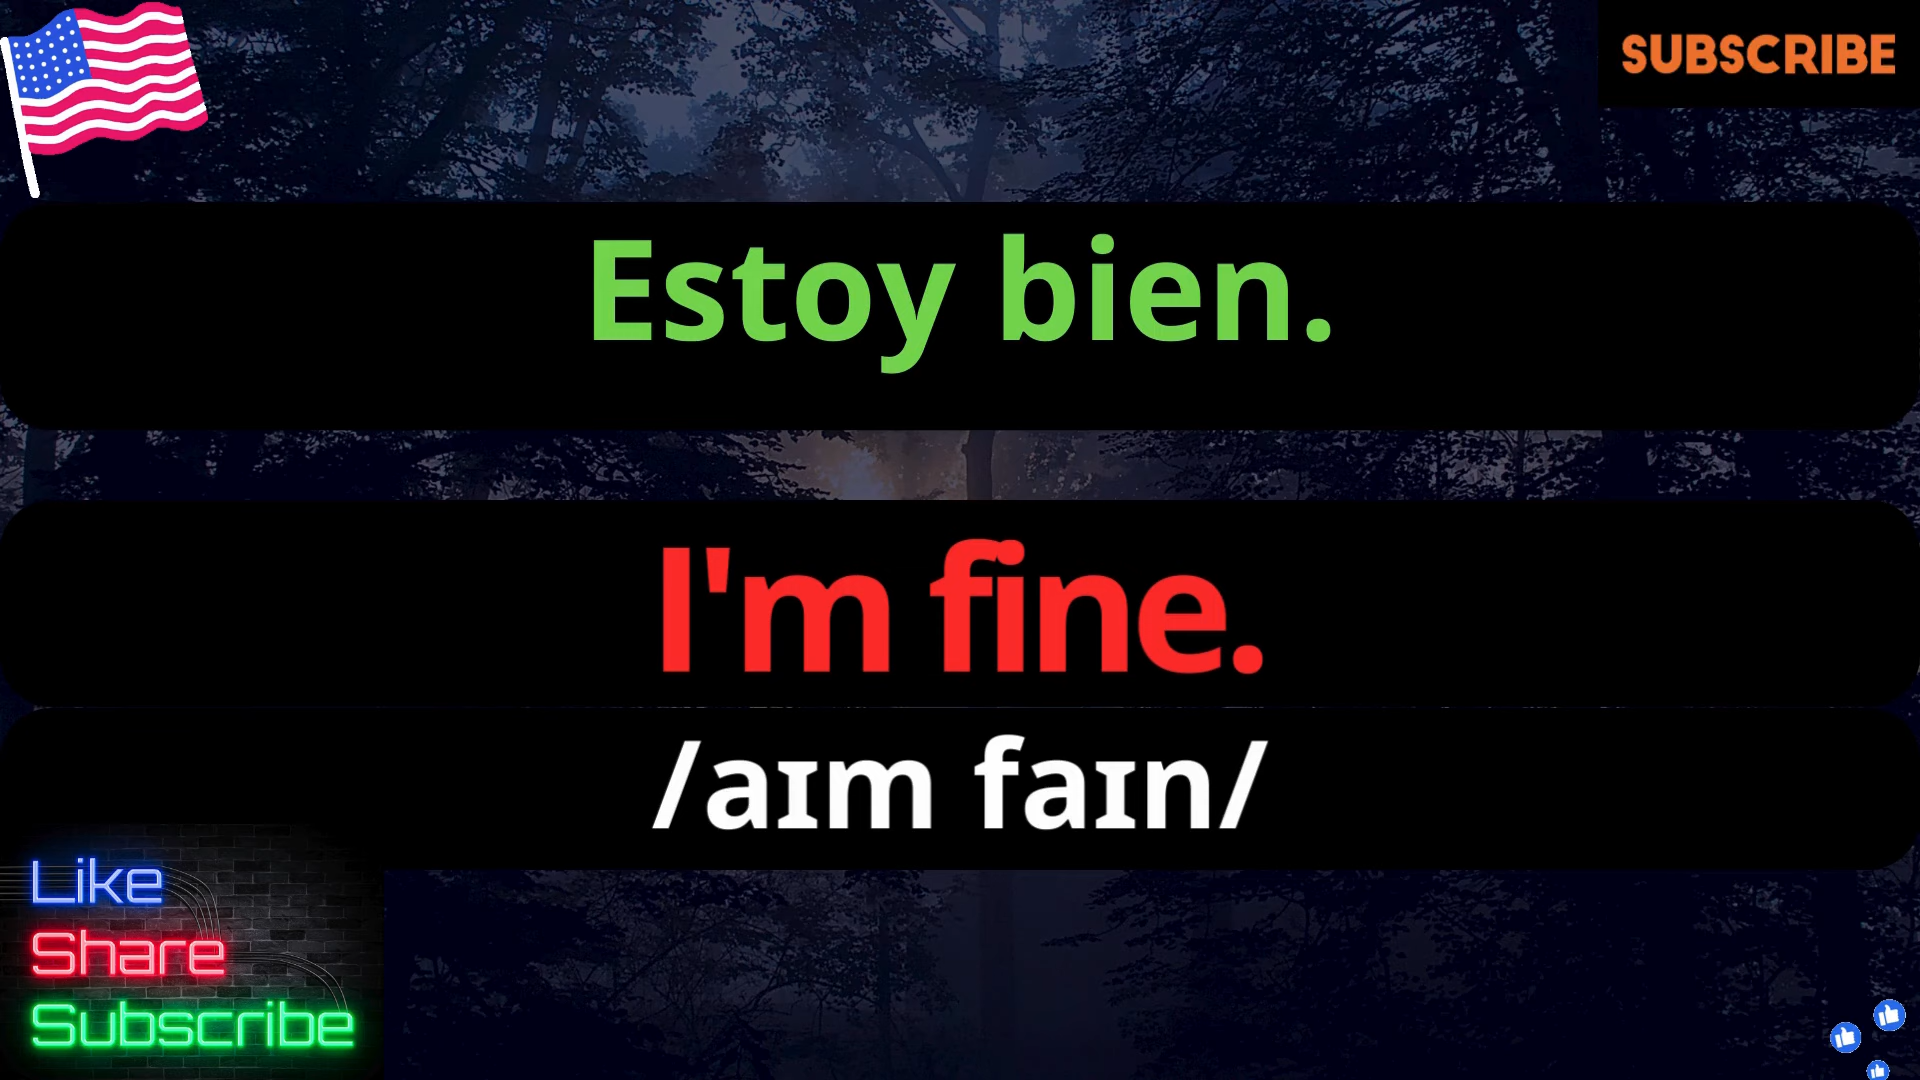 SUBSCRIBE
Estoy bien.
I'm fine.
/aɪm faɪn/
Like
Share
Subscribe